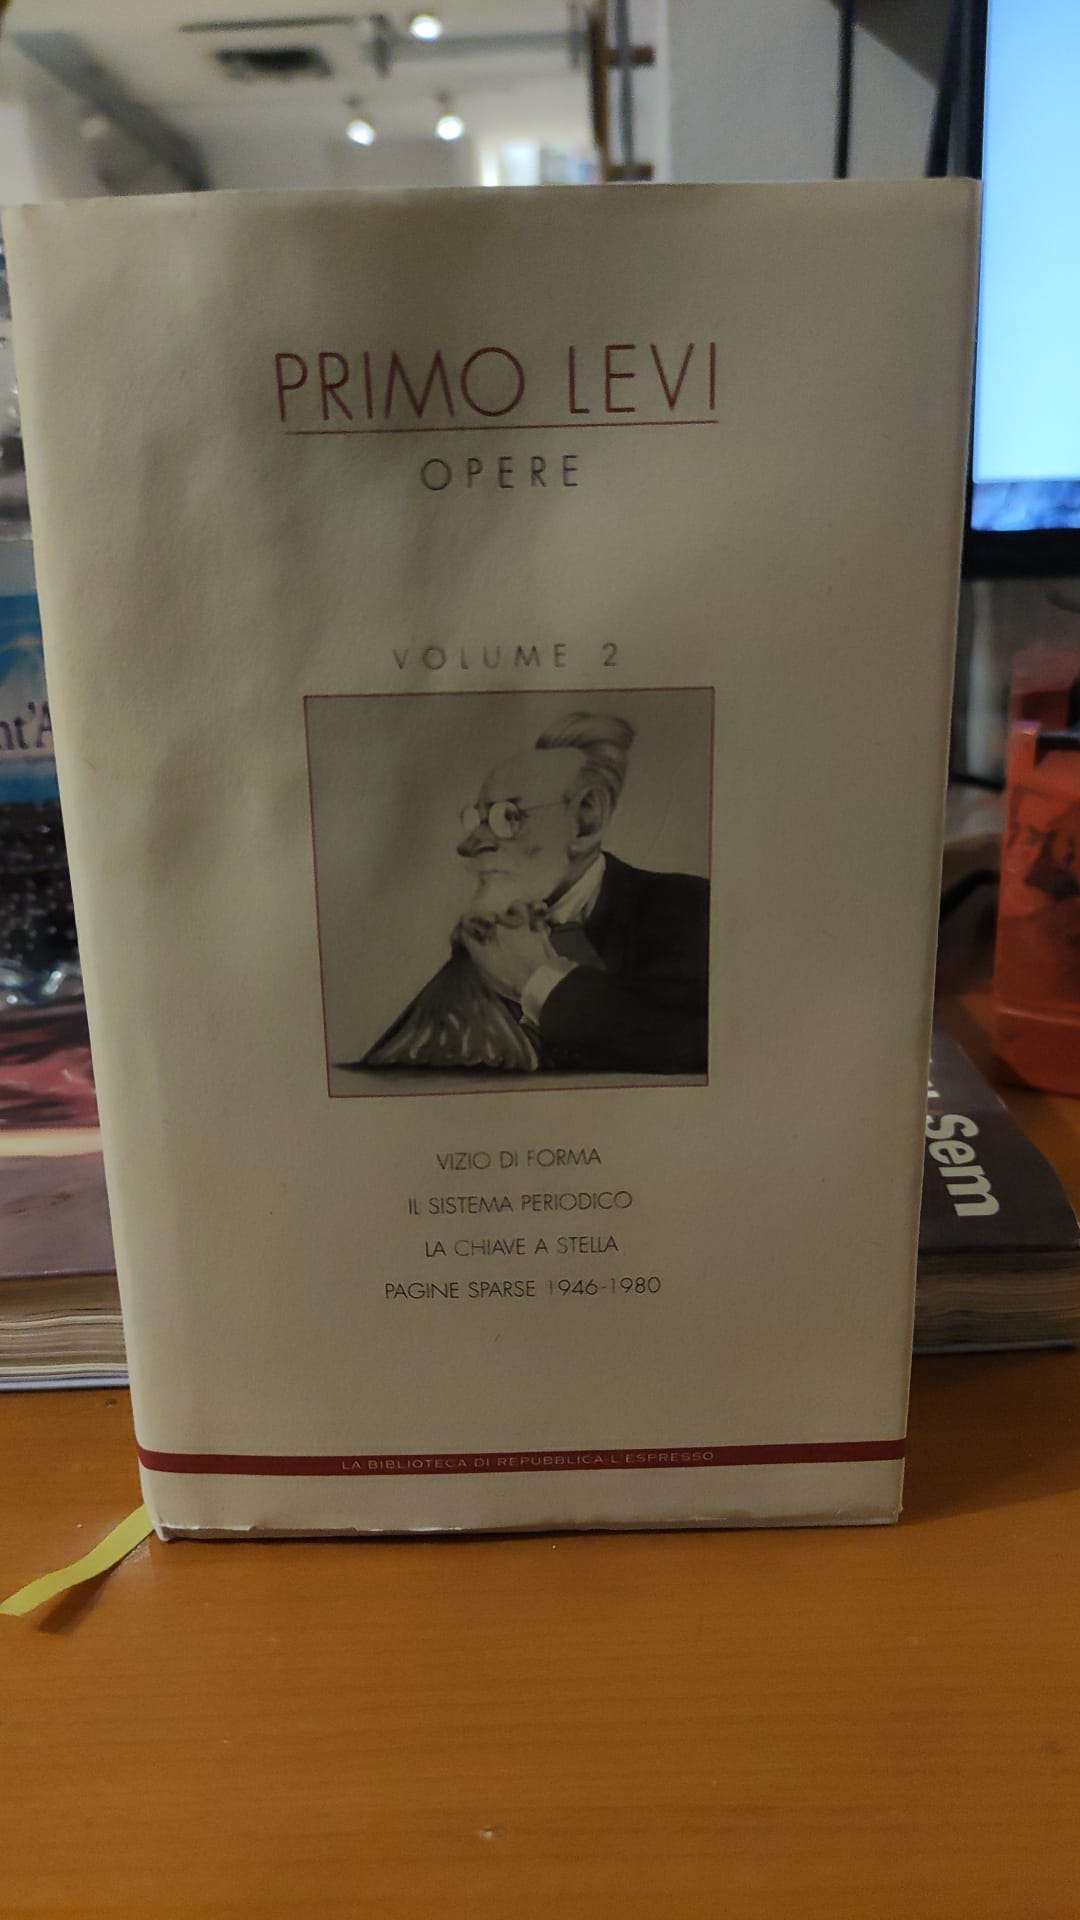 PRIMO LEVI
OPERE
VOLUME 2
VIZIO DI FORMA
IL SISTEMA PERIODICO
LA CHIAVE A STELLA
PAGINE SPARSE 1946-1980
LA BIBLIOTECA DI REPUBBLICA-L'ESPRESSO
Sem